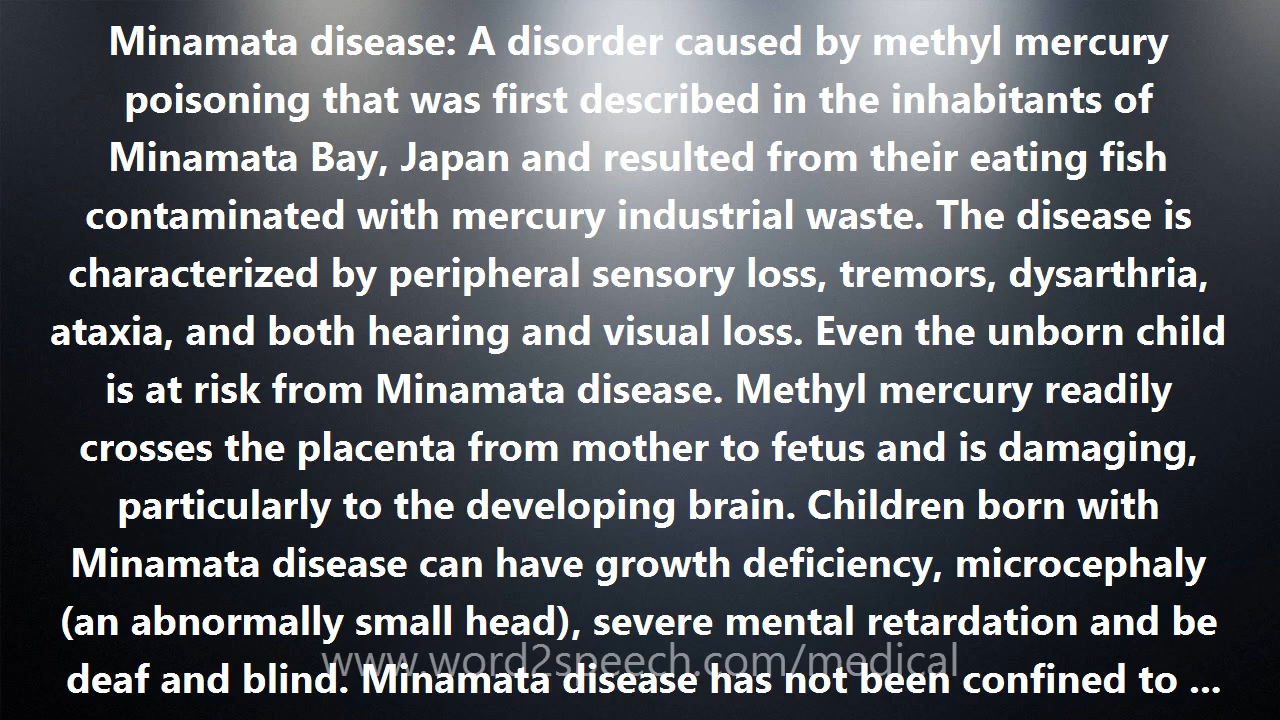 Minamata disease: A disorder caused by methyl mercury
poisoning that was first described in the inhabitants of
Minamata Bay, Japan and resulted from their eating fish
contaminated with mercury industrial waste. The disease is
characterized by peripheral sensory loss, tremors, dysarthria,
ataxia, and both hearing and visual loss. Even the unborn child
is at risk from Minamata disease. Methyl mercury readily
crosses the placenta from mother to fetus and is damaging,
particularly to the developing brain. Children born with
Minamata disease can have growth deficiency, microcephaly
(an abnormally small head), severe mental retardation and be
www.word2speech.com/medical
deaf and blind. Minamata disease has not been confined to ...